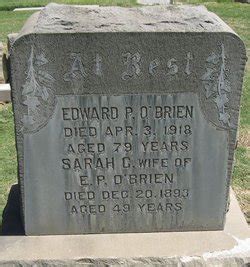 At Rest
EDWARD P. O'BRIEN
DIED APR. 3, 1918
AGED 79 YEARS
SARAH C. WIFE OF
E. P. O'BRIEN
DIED DEC. 20, 1893
AGED 49 YEARS